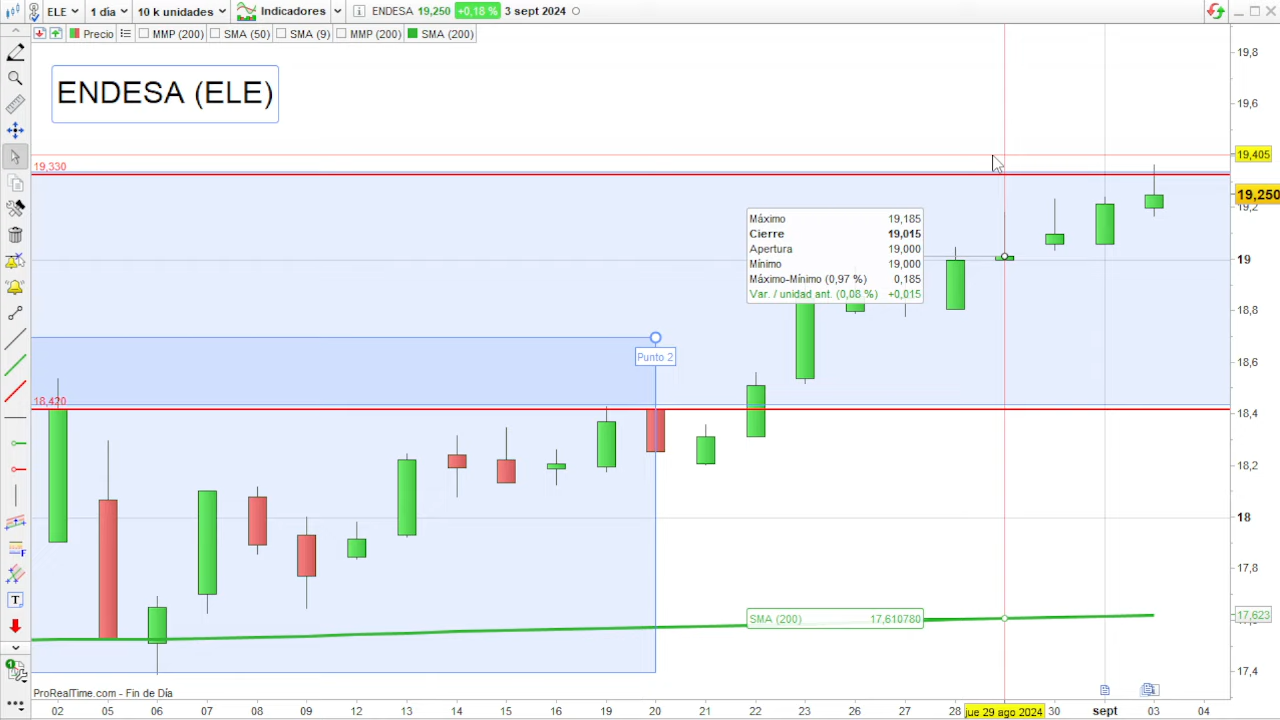 ELE 1 día 10 k unidades Indicadores ENDESA 19,250 +0,18 % 3 sept 2024
Precio MMP (200) SMA (50) SMA (9) MMP (200) SMA (200)
ENDESA (ELE)
19,8
19,6
19,405
19,330
19,250
19,2
Máximo 19,185
Cierre 19,015
Apertura 19,000
Mínimo 19,000
Máximo-Mínimo (0,97 %) 0,185
Var. / unidad ant. (0,08 %) +0,015
19
18,8
Punto 2
18,6
18,420
18,4
18,2
18
17,8
SMA (200) 17,610780
17,623
17,4
ProRealTime.com - Fin de Día
02 05 06 07 08 09 12 13 14 15 16 19 20 21 22 23 26 27 28 jue 29 ago 2024 30 sept 03 04